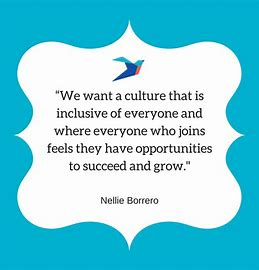 “We want a culture that is
inclusive of everyone and
where everyone who joins
feels they have opportunities
to succeed and grow."
Nellie Borrero